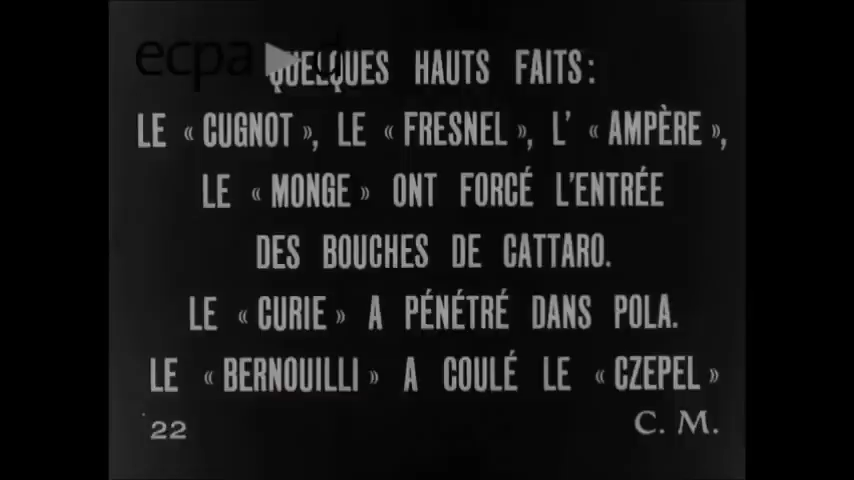 ecpa d
QUELQUES HAUTS FAITS :
LE « CUGNOT », LE « FRESNEL », L' « AMPÈRE »,
LE « MONGE » ONT FORCÉ L'ENTRÉE
DES BOUCHES DE CATTARO.
LE « CURIE » A PÉNÉTRÉ DANS POLA.
LE « BERNOUILLI » A COULÉ LE « CZEPEL »
22 C. M.